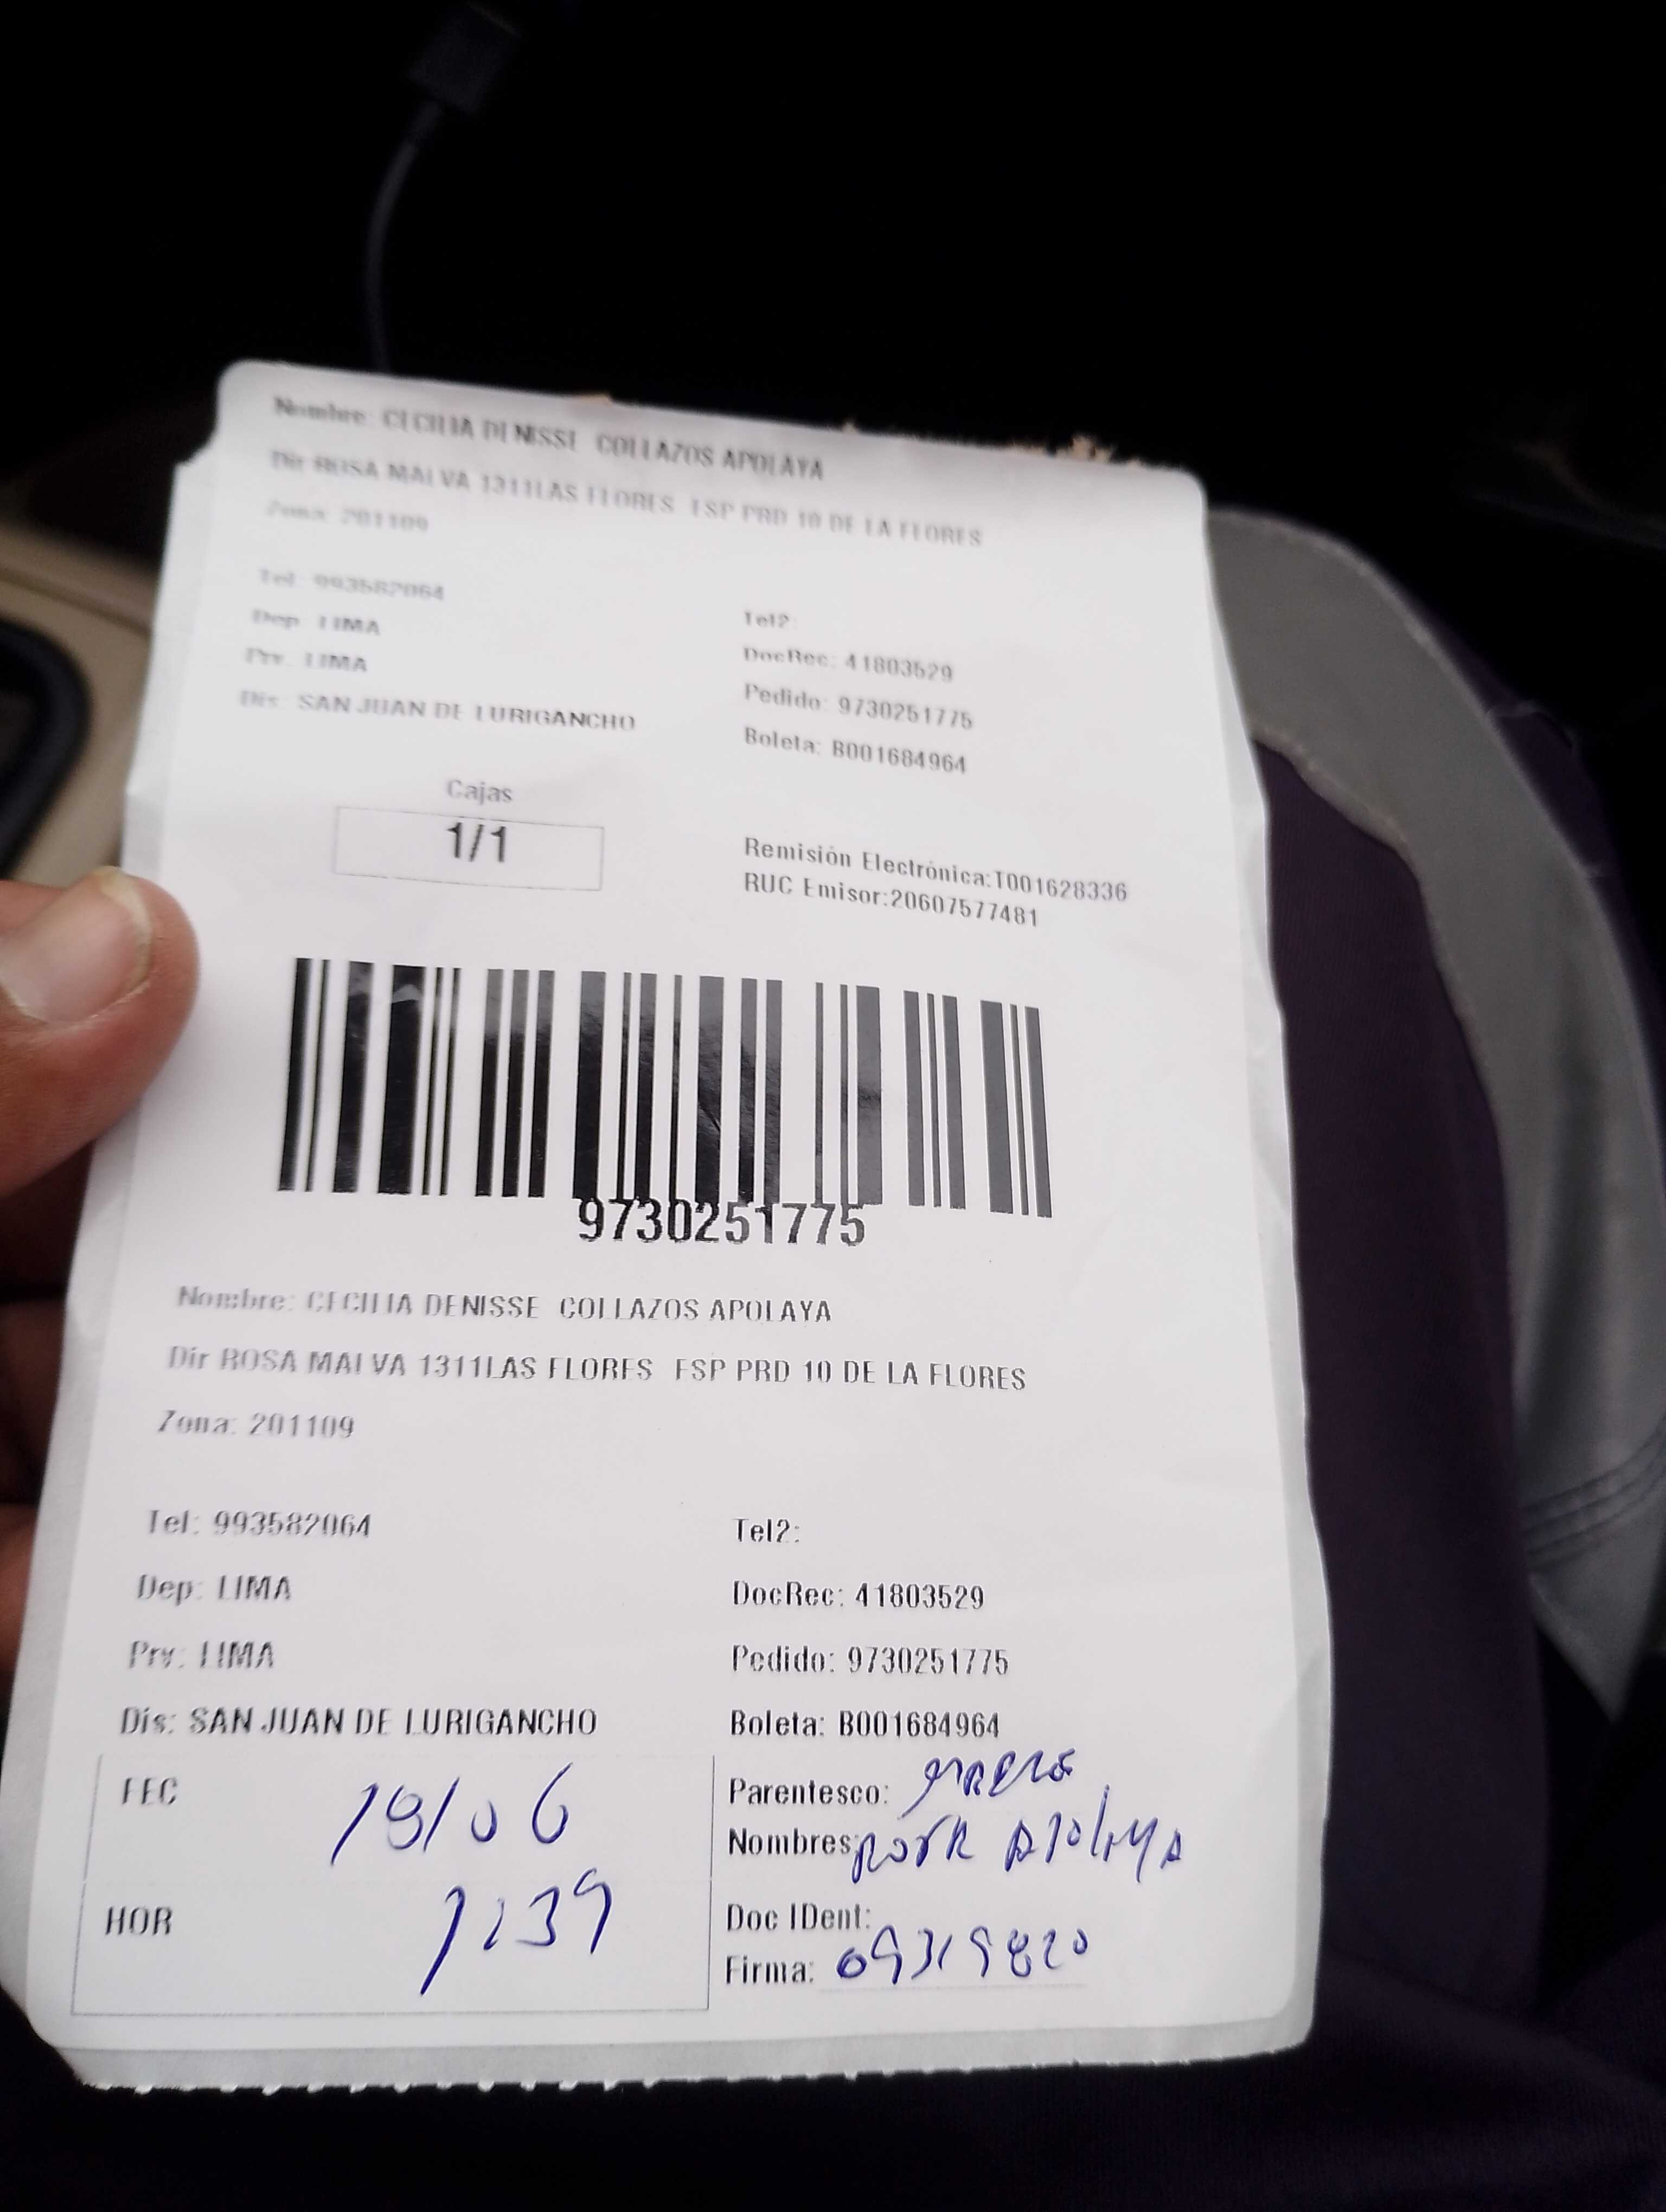 Nombre: CECILIA DENISSE COLLAZOS APOLAYA
Dir ROSA MALVA 1311LAS FLORES ESP PRD 10 DE LA FLORES
Zona: 201109
Tel: 993582064
Tel2:
Dep: LIMA
DocRec: 41803529
Prv: LIMA
Pedido: 9730251775
Dis: SAN JUAN DE LURIGANCHO
Boleta: B001684964
Cajas
1/1
Remisión Electrónica:T001628336
RUC Emisor:20607577481
9730251775
Nombre: CECILIA DENISSE COLLAZOS APOLAYA
Dir ROSA MALVA 1311LAS FLORES ESP PRD 10 DE LA FLORES
Zona: 201109
Tel: 993582064
Tel2:
Dep: LIMA
DocRec: 41803529
Prv: LIMA
Pedido: 9730251775
Dis: SAN JUAN DE LURIGANCHO
Boleta: B001684964
FEC 19/06
Parentesco: MADRE
Nombres: APOLAYA
HOR
Doc IDent:
Firma: 09319820